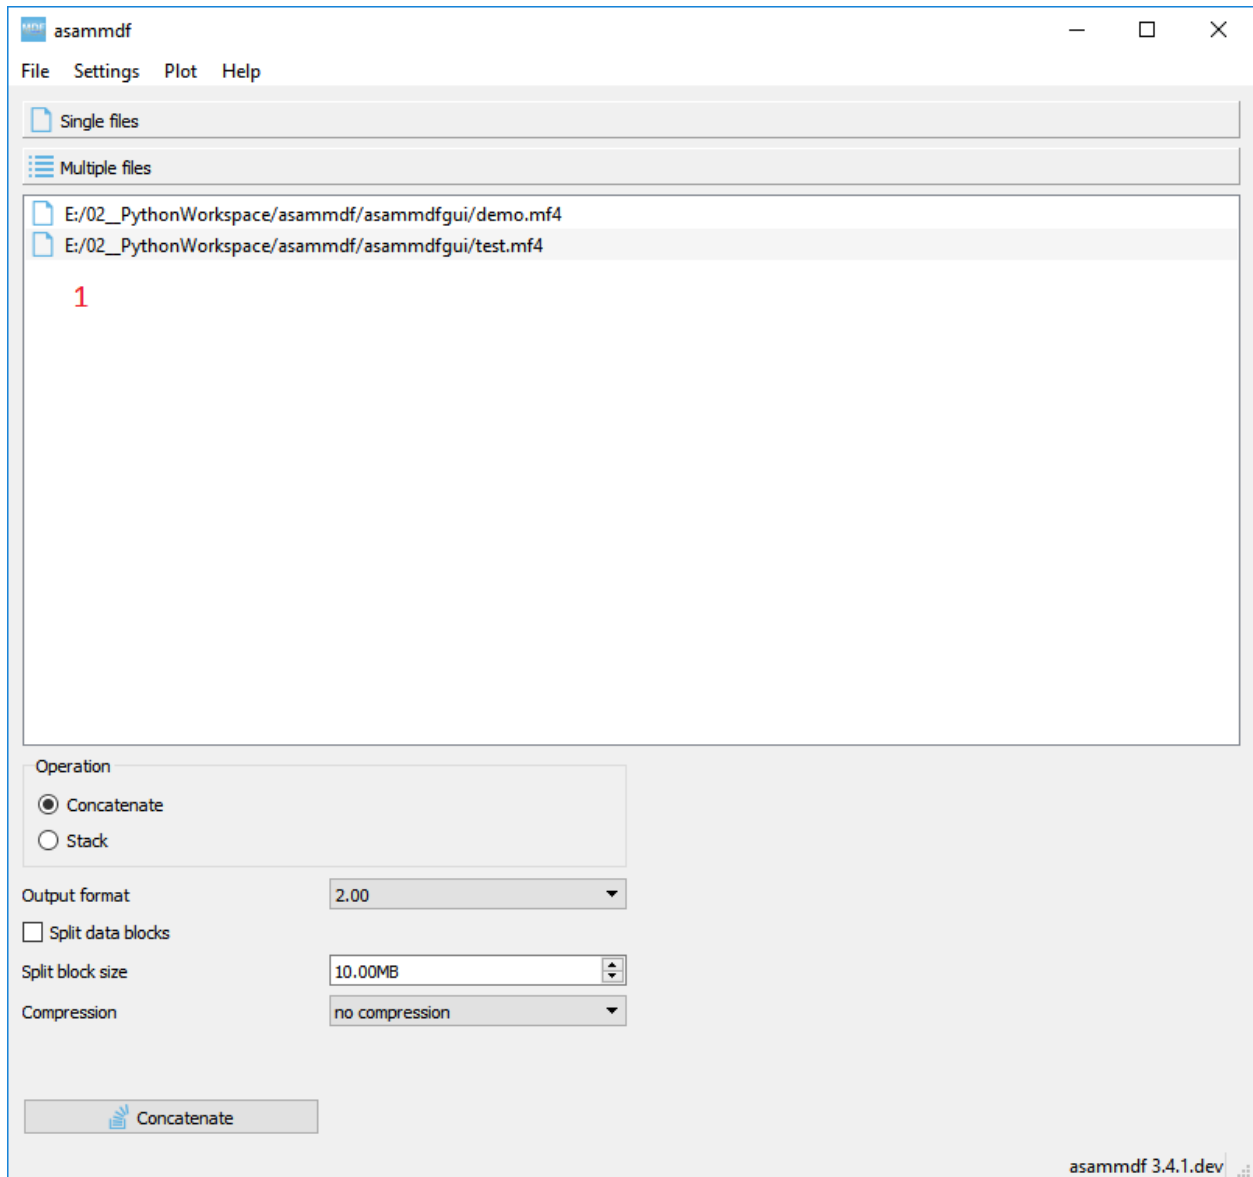 MDF asammdf
File Settings Plot Help
Single files
Multiple files
E:/02__PythonWorkspace/asammdf/asammdfgui/demo.mf4
E:/02__PythonWorkspace/asammdf/asammdfgui/test.mf4
1
Operation
Concatenate
Stack
Output format 2.00
Split data blocks
Split block size 10.00MB
Compression no compression
Concatenate
asammdf 3.4.1.dev